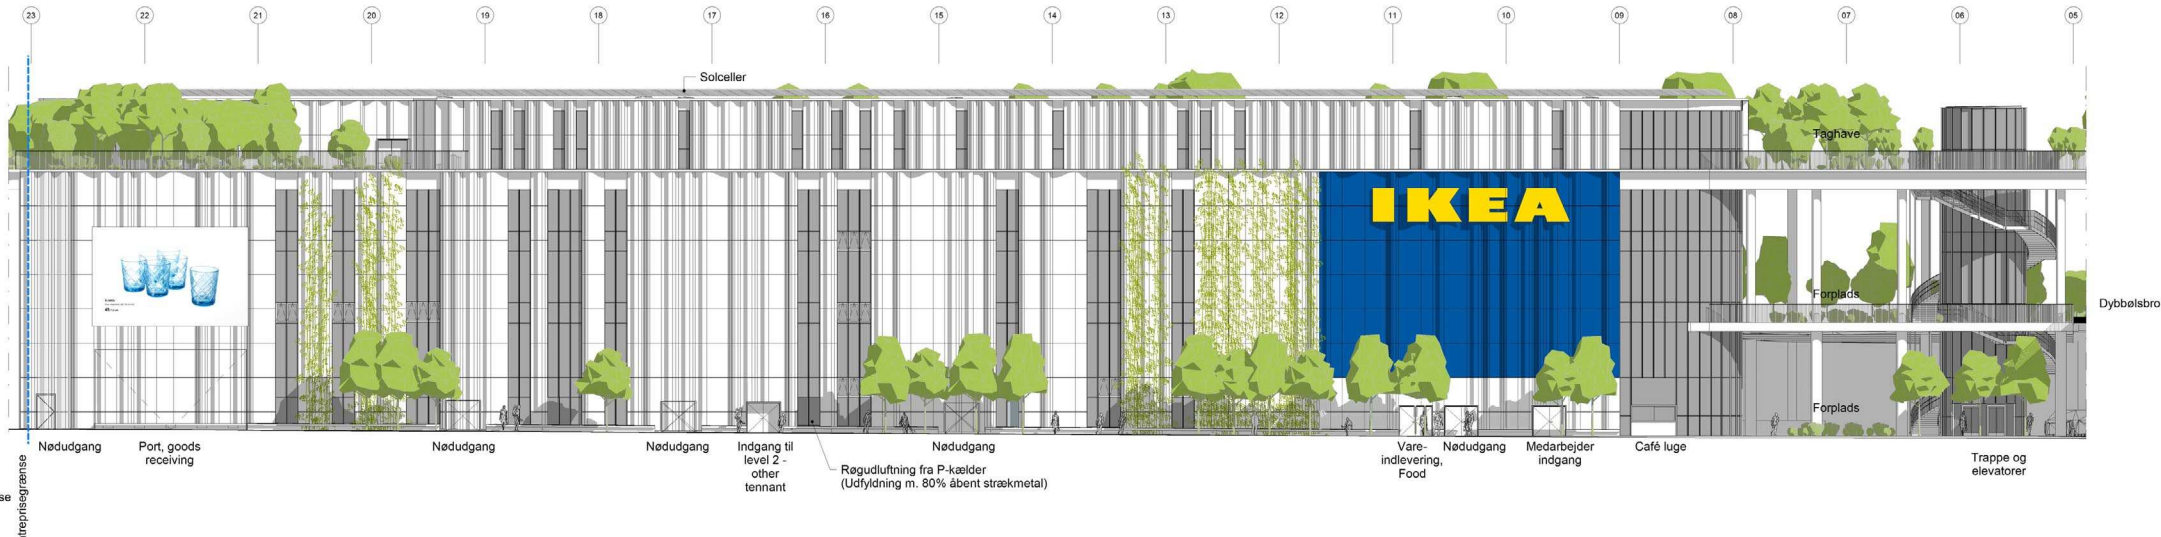 23 22 21 20 19 18 17 16 15 14 13 12 11 10 09 08 07 06 05
Solceller
Taghave
IKEA
Forplads
Dybbølsbro
Forplads
Nødudgang
Port, goods
receiving
Nødudgang
Nødudgang
Indgang til
level 2 -
other
tennant
Røgudluftning fra P-kælder
(Udfyldning m. 80% åbent strækmetal)
Nødudgang
Vare-
indlevering,
Food
Nødudgang
Medarbejder
indgang
Café luge
Trappe og
elevatorer
se
treprisegrænse